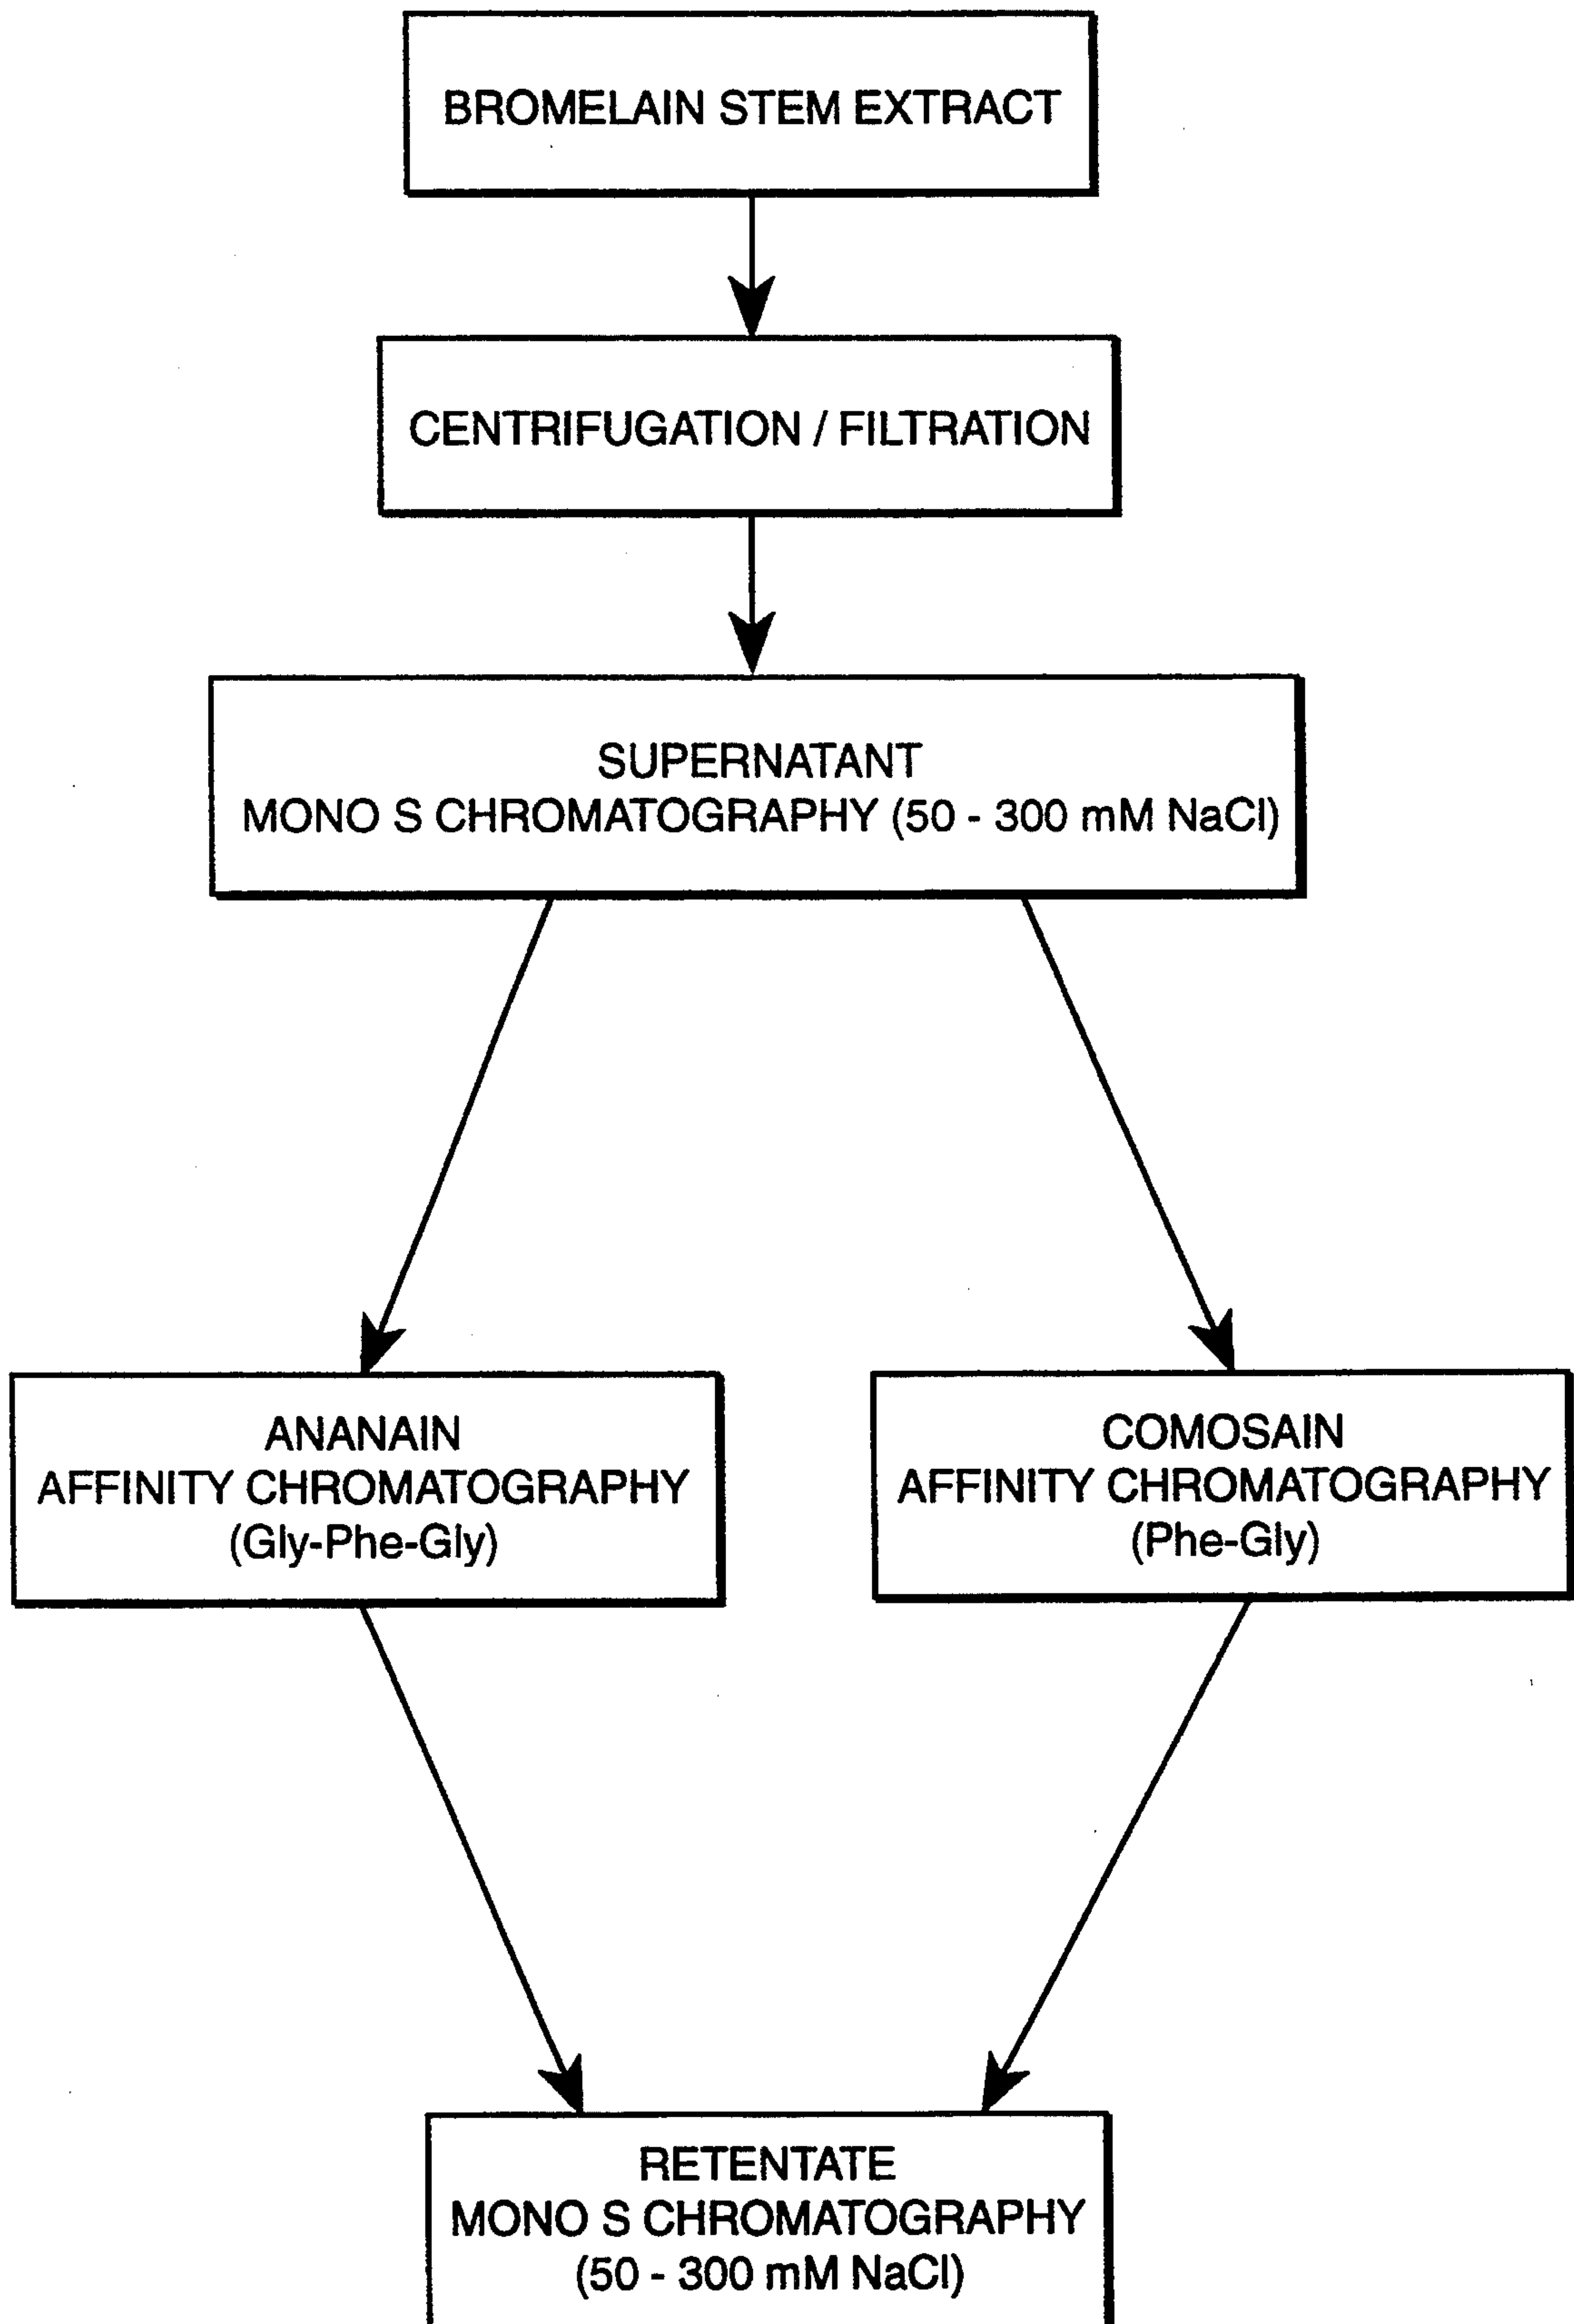 BROMELAIN STEM EXTRACT
CENTRIFUGATION / FILTRATION
SUPERNATANT
MONO S CHROMATOGRAPHY (50 - 300 mM NaCl)
ANANAIN
AFFINITY CHROMATOGRAPHY
(Gly-Phe-Gly)
COMOSAIN
AFFINITY CHROMATOGRAPHY
(Phe-Gly)
RETENTATE
MONO S CHROMATOGRAPHY
(50 - 300 mM NaCl)